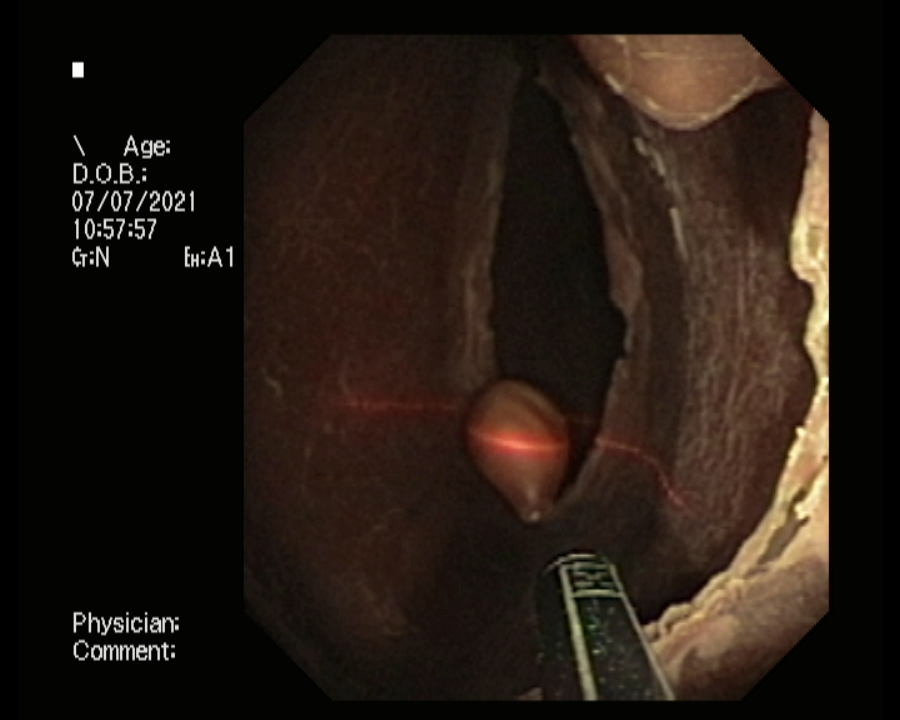 \ Age:
D.O.B.:
07/07/2021
10:57:57
Cr:N EH:A1
Physician:
Comment: